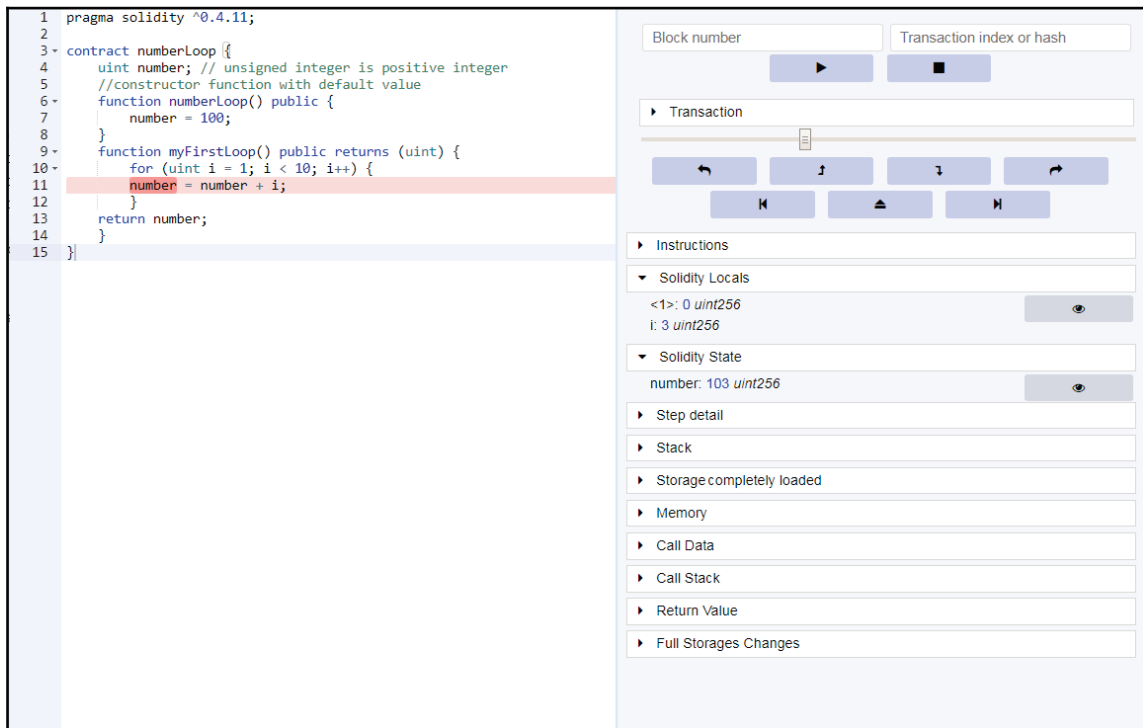 1 pragma solidity ^0.4.11;
2
3 contract numberLoop {
4 uint number; // unsigned integer is positive integer
5 //constructor function with default value
6 function numberLoop() public {
7 number = 100;
8 }
9 function myFirstLoop() public returns (uint) {
10 for (uint i = 1; i < 10; i++) {
11 number = number + i;
12 }
13 return number;
14 }
15 }
Block number
Transaction index or hash
Transaction
Instructions
Solidity Locals
<1>: 0 uint256
i: 3 uint256
Solidity State
number: 103 uint256
Step detail
Stack
Storage completely loaded
Memory
Call Data
Call Stack
Return Value
Full Storages Changes